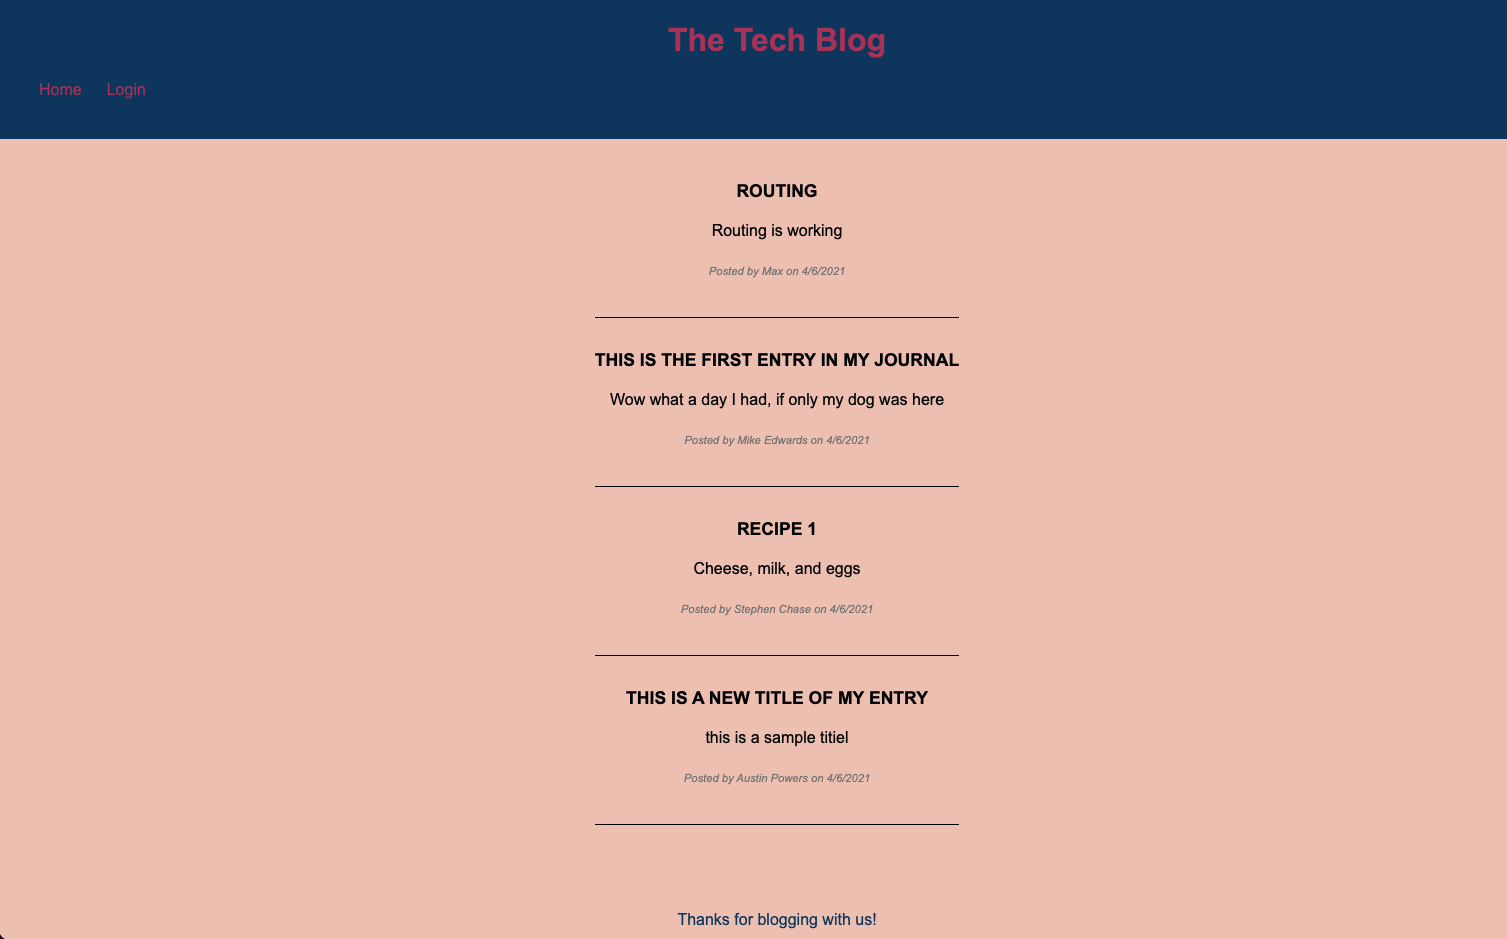 The Tech Blog
Home Login
ROUTING
Routing is working
Posted by Max on 4/6/2021
THIS IS THE FIRST ENTRY IN MY JOURNAL
Wow what a day I had, if only my dog was here
Posted by Mike Edwards on 4/6/2021
RECIPE 1
Cheese, milk, and eggs
Posted by Stephen Chase on 4/6/2021
THIS IS A NEW TITLE OF MY ENTRY
this is a sample titiel
Posted by Austin Powers on 4/6/2021
Thanks for blogging with us!